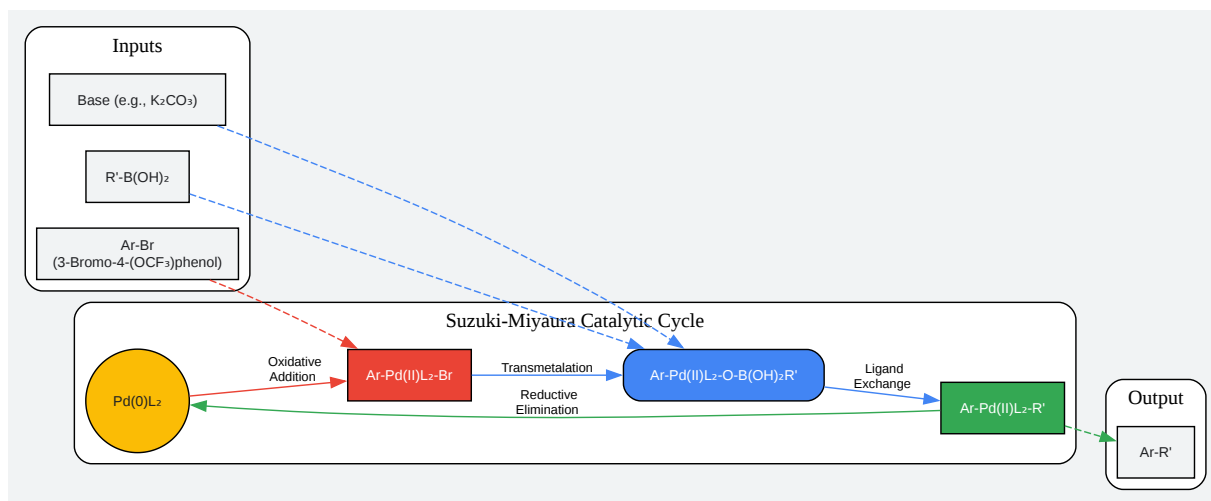 Inputs
Base (e.g., K₂CO₃)
R'-B(OH)₂
Ar-Br
(3-Bromo-4-(OCF₃)phenol)
Suzuki-Miyaura Catalytic Cycle
Pd(0)L₂
Oxidative
Addition
Ar-Pd(II)L₂-Br
Transmetalation
Ar-Pd(II)L₂-O-B(OH)₂R'
Ligand
Exchange
Ar-Pd(II)L₂-R'
Reductive
Elimination
Output
Ar-R'